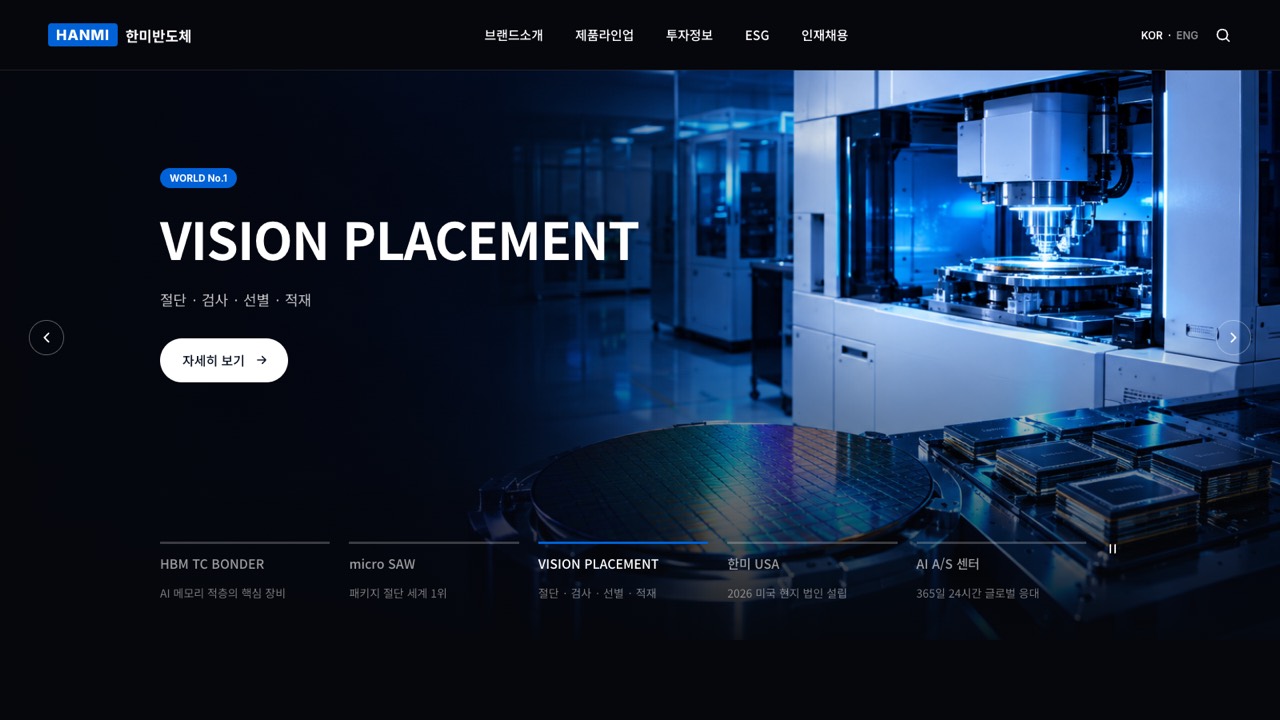 HANMI 한미반도체
브랜드소개 제품라인업 투자정보 ESG 인재채용
KOR · ENG
WORLD No.1
VISION PLACEMENT
절단 · 검사 · 선별 · 적재
자세히 보기
HBM TC BONDER
AI 메모리 적층의 핵심 장비
micro SAW
패키지 절단 세계 1위
VISION PLACEMENT
절단 · 검사 · 선별 · 적재
한미 USA
2026 미국 현지 법인 설립
AI A/S 센터
365일 24시간 글로벌 응대